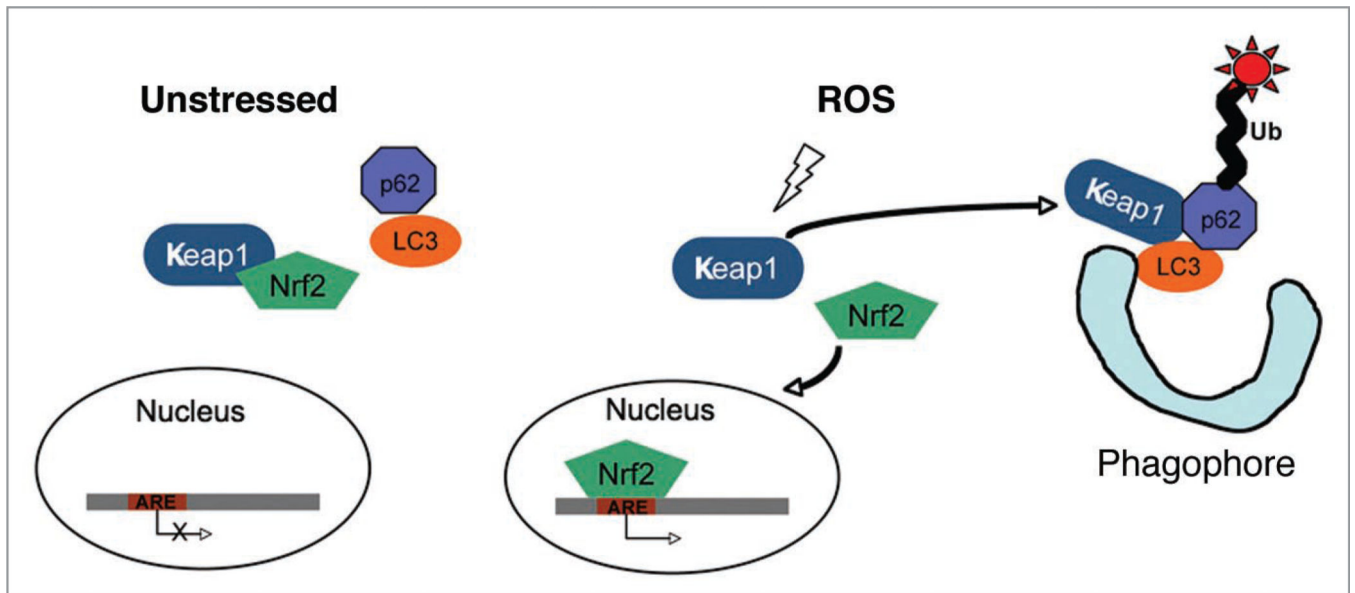 Unstressed
p62
LC3
Keap1
Nrf2
Nucleus
ARE
X
ROS
Keap1
Nrf2
Nucleus
Nrf2
ARE
Ub
Keap1
p62
LC3
Phagophore